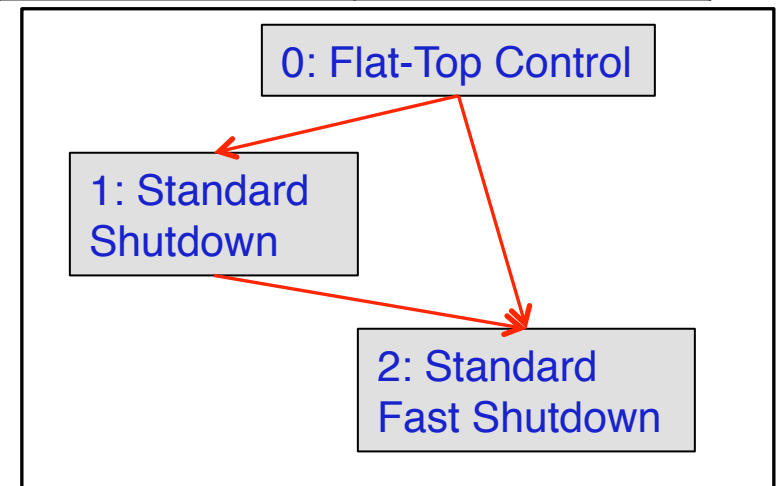 0: Flat-Top Control
1: Standard
Shutdown
2: Standard
Fast Shutdown